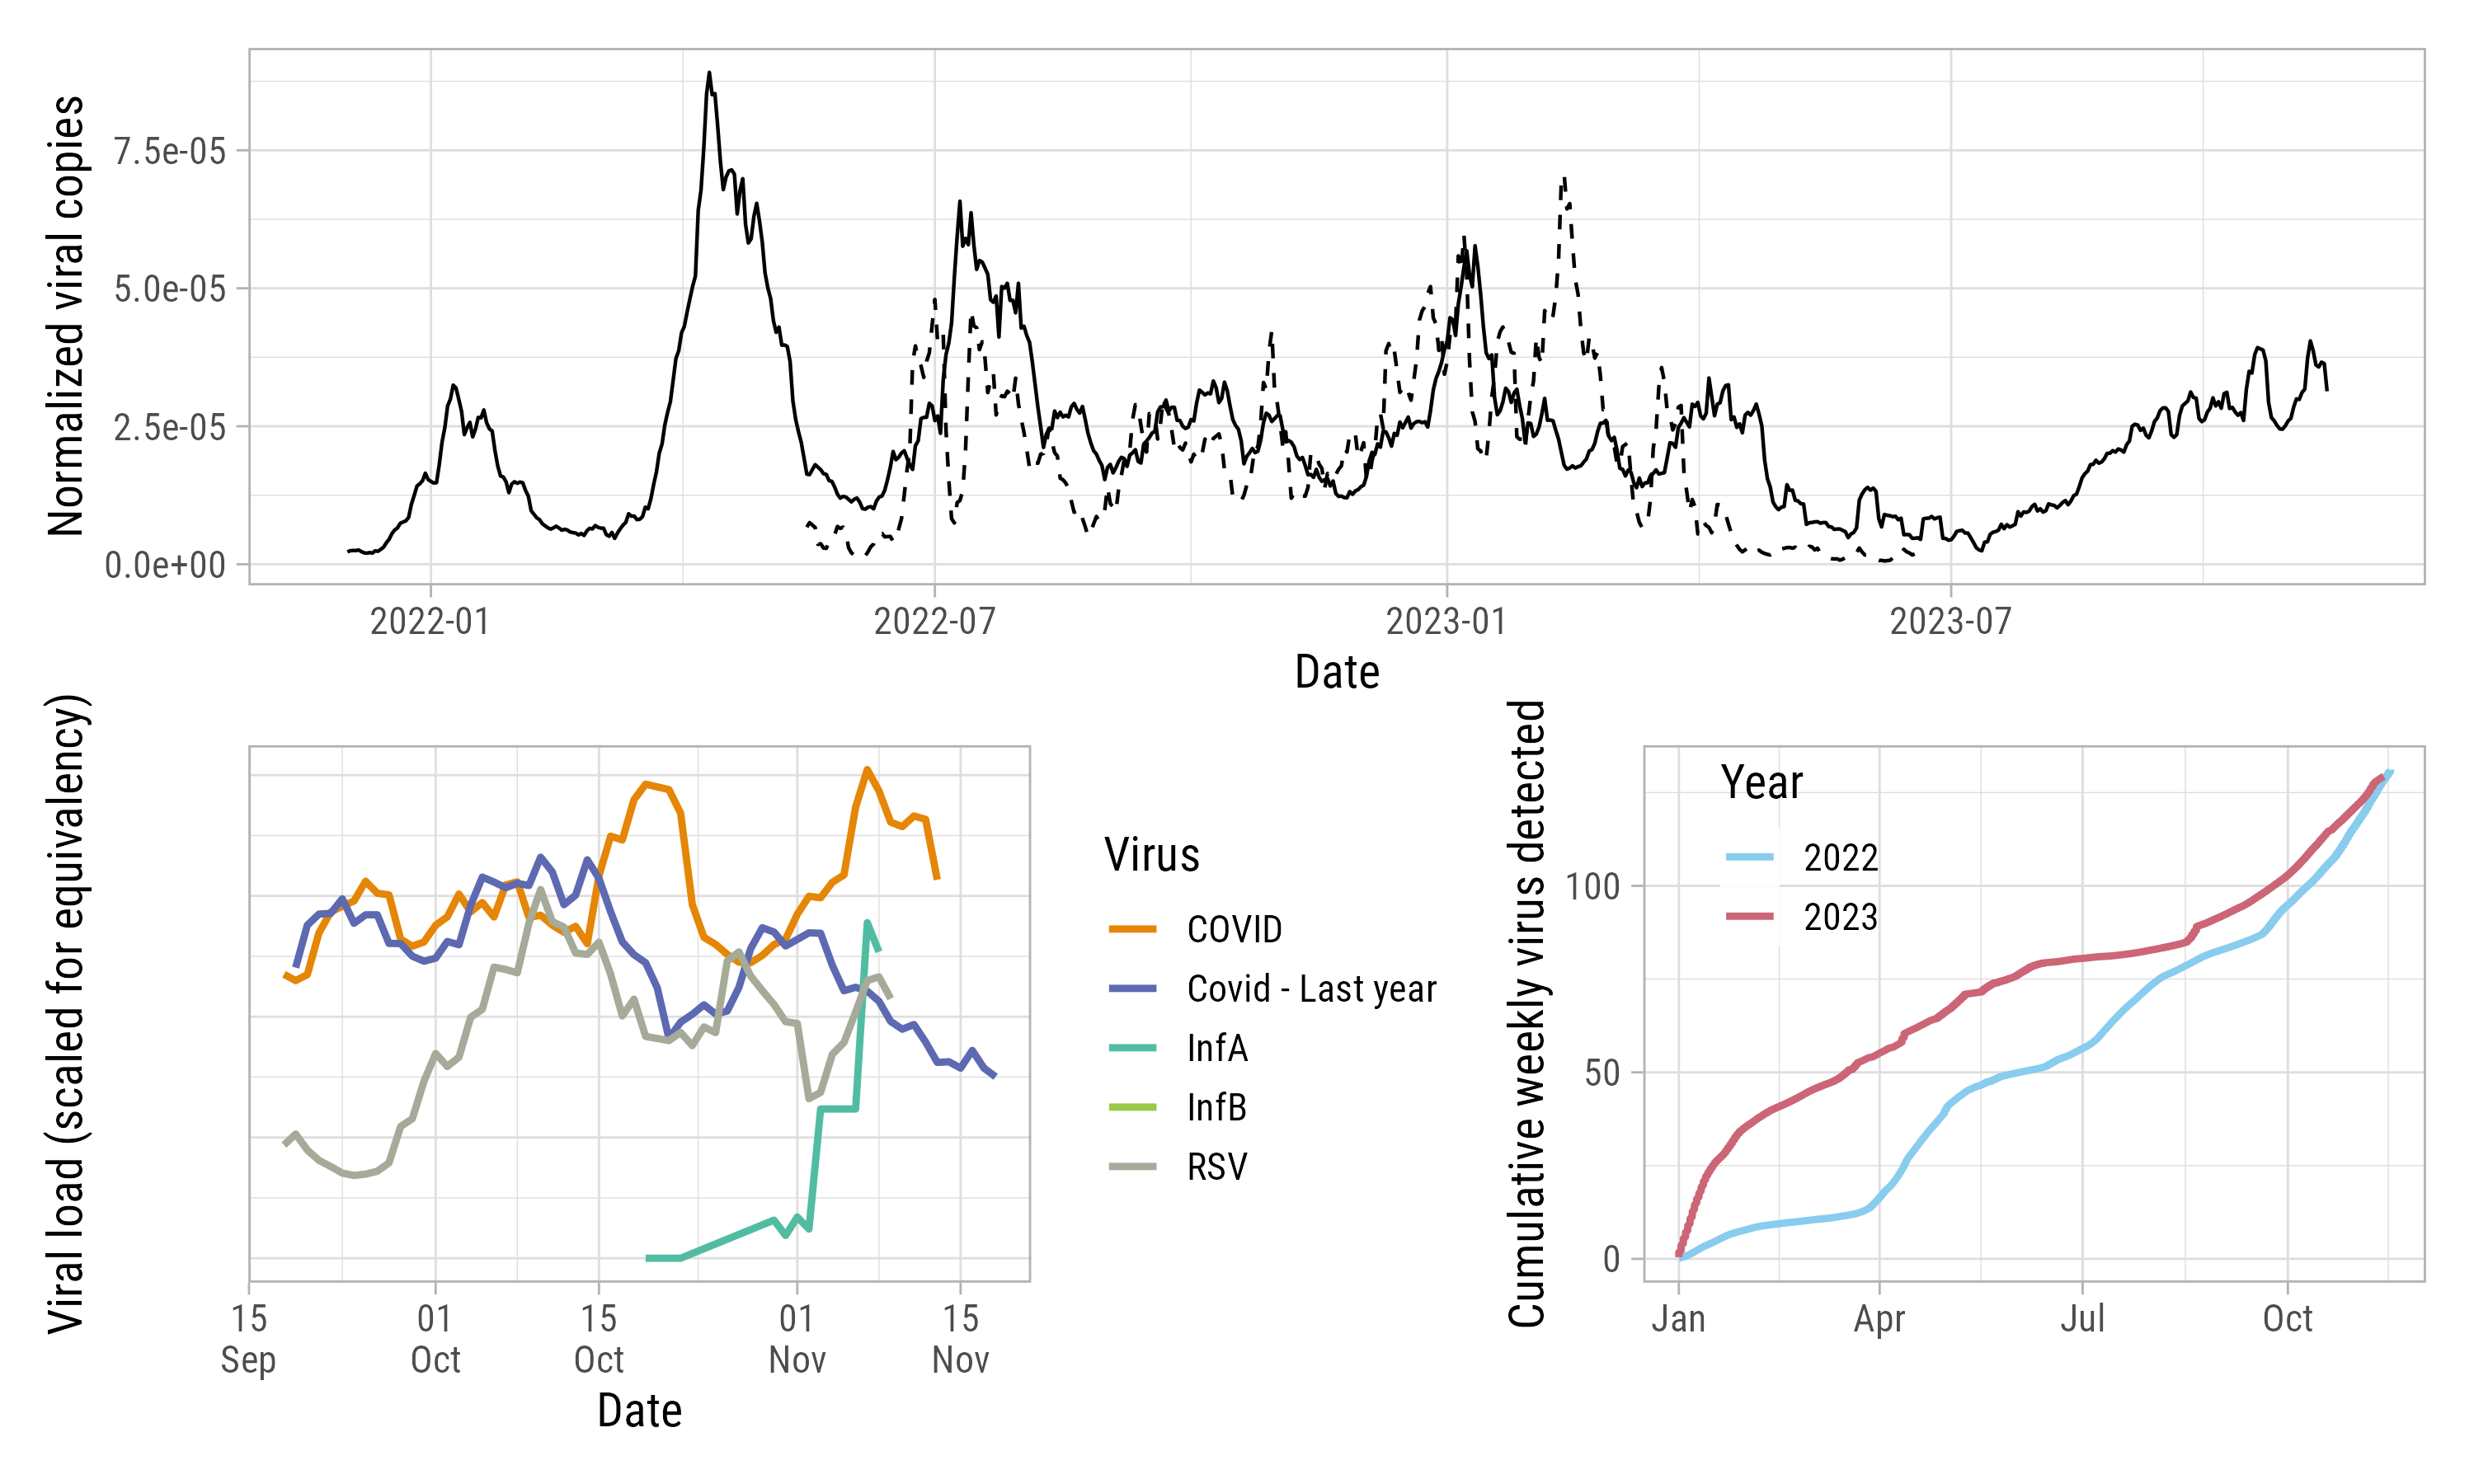 Normalized viral copies
7.5e-05
5.0e-05
2.5e-05
0.0e+00
2022-01
2022-07
2023-01
2023-07
Date
Viral load (scaled for equivalency)
15
Sep
01
Oct
15
Oct
01
Nov
15
Nov
Date
Virus
COVID
Covid - Last year
InfA
InfB
RSV
Cumulative weekly virus detected
100
50
0
Year
2022
2023
Jan
Apr
Jul
Oct